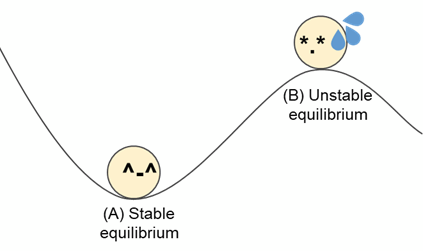 *.*
(B) Unstable
equilibrium
^-^
(A) Stable
equilibrium